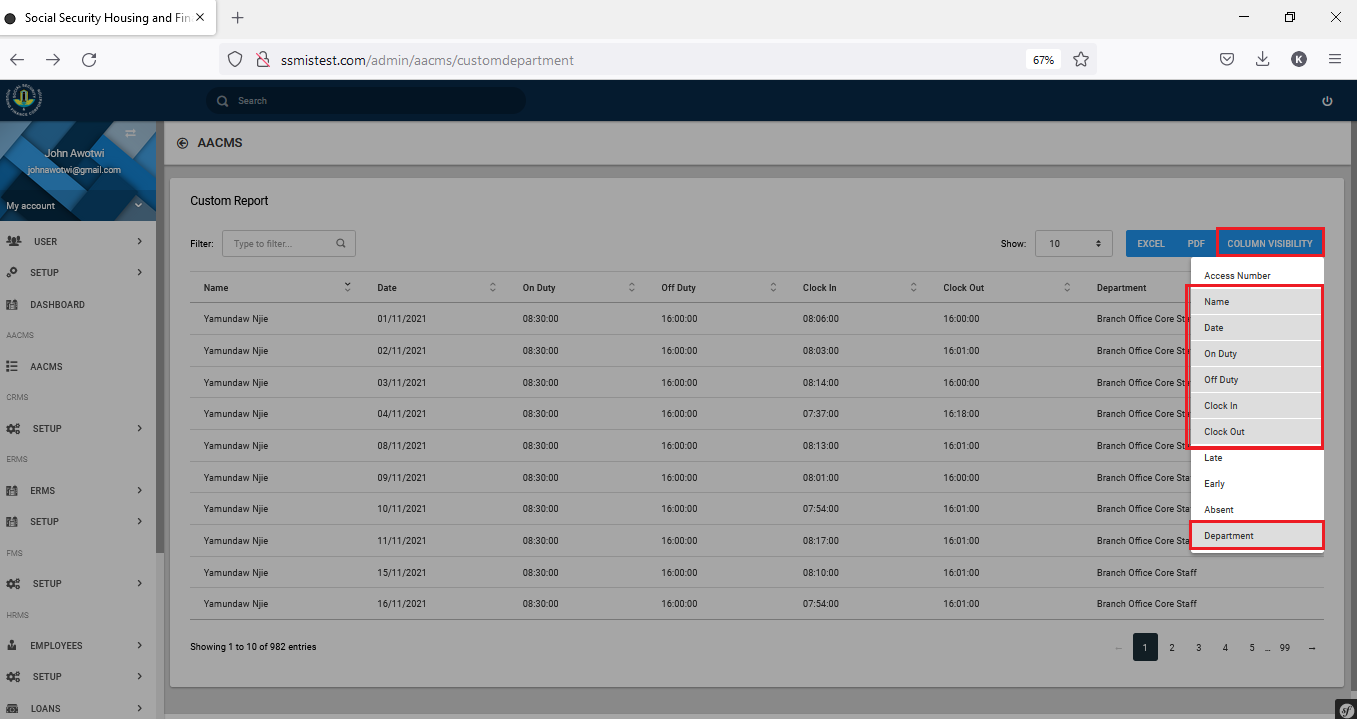 Social Security Housing and Fin
ssmistest.com/admin/aacms/customdepartment
67%
K
Search
John Awotwi
johnawotwi@gmail.com
My account
USER
SETUP
DASHBOARD
AACMS
AACMS
CRMS
SETUP
ERMS
ERMS
SETUP
FMS
SETUP
HRMS
EMPLOYEES
SETUP
LOANS
AACMS
Custom Report
Filter: Type to filter... Show: 10 EXCEL PDF COLUMN VISIBILITY
Name Date On Duty Off Duty Clock In Clock Out Department
Yamundaw Njie 01/11/2021 08:30:00 16:00:00 08:06:00 16:00:00 Branch Office Core Sta
Yamundaw Njie 02/11/2021 08:30:00 16:00:00 08:03:00 16:01:00 Branch Office Core Sta
Yamundaw Njie 03/11/2021 08:30:00 16:00:00 08:14:00 16:00:00 Branch Office Core Sta
Yamundaw Njie 04/11/2021 08:30:00 16:00:00 07:37:00 16:18:00 Branch Office Core Sta
Yamundaw Njie 08/11/2021 08:30:00 16:00:00 08:13:00 16:01:00 Branch Office Core Sta
Yamundaw Njie 09/11/2021 08:30:00 16:00:00 08:01:00 16:00:00 Branch Office Core Sta
Yamundaw Njie 10/11/2021 08:30:00 16:00:00 07:54:00 16:01:00 Branch Office Core Sta
Yamundaw Njie 11/11/2021 08:30:00 16:00:00 08:17:00 16:01:00 Branch Office Core Sta
Yamundaw Njie 15/11/2021 08:30:00 16:00:00 08:10:00 16:01:00 Branch Office Core Staff
Yamundaw Njie 16/11/2021 08:30:00 16:00:00 07:54:00 16:01:00 Branch Office Core Staff
Access Number
Name
Date
On Duty
Off Duty
Clock In
Clock Out
Late
Early
Absent
Department
Showing 1 to 10 of 982 entries
← 1 2 3 4 5 ... 99 →
sf